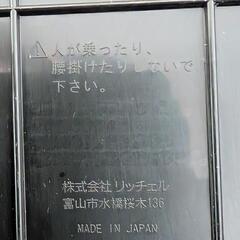 ⚠人が乗ったり、
腰掛けたりしないで
下さい。
株式会社 リッチェル
富山市水橋桜木136
MADE IN JAPAN